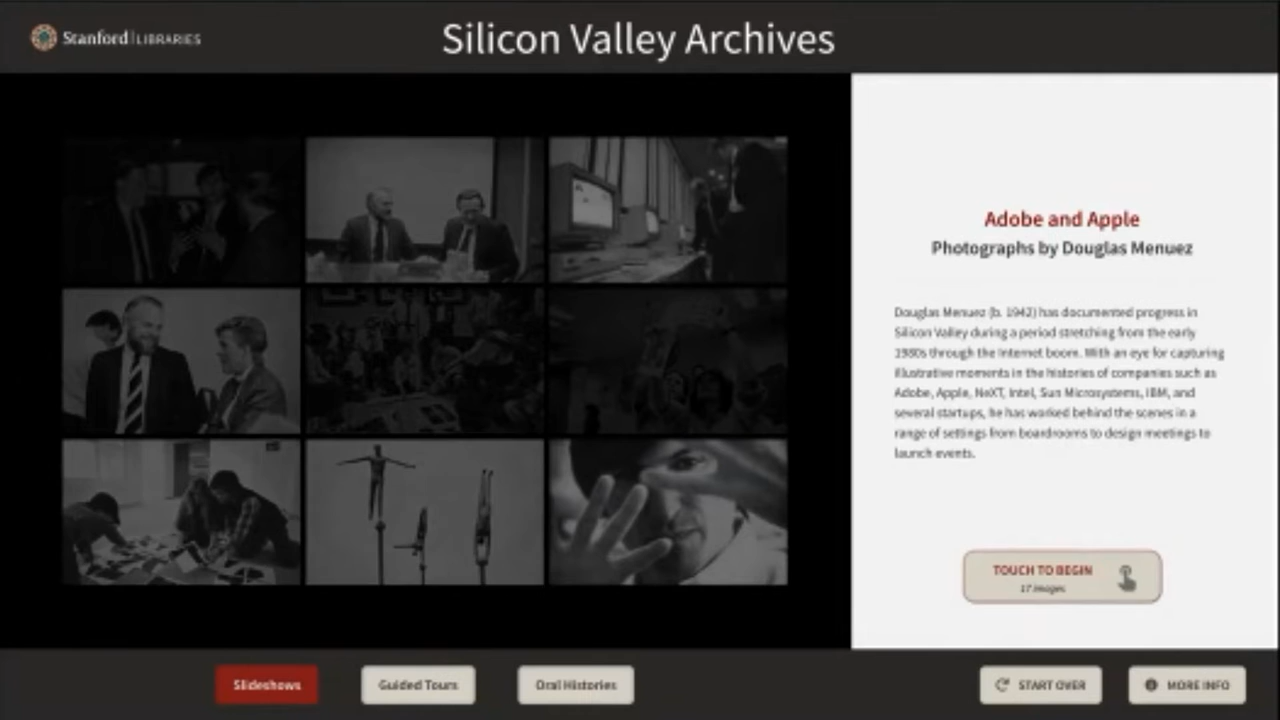 Stanford | LIBRARIES
Silicon Valley Archives
Adobe and Apple
Photographs by Douglas Menuez
Douglas Menuez (b. 1942) has documented progress in
Silicon Valley during a period stretching from the early
1980s through the Internet boom. With an eye for capturing
illustrative moments in the histories of companies such as
Adobe, Apple, NeXT, Intel, Sun Microsystems, IBM, and
several startups, he has worked behind the scenes in a
range of settings from boardrooms to design meetings to
launch events.
TOUCH TO BEGIN
17 images
Slideshows
Guided Tours
Oral Histories
START OVER
MORE INFO